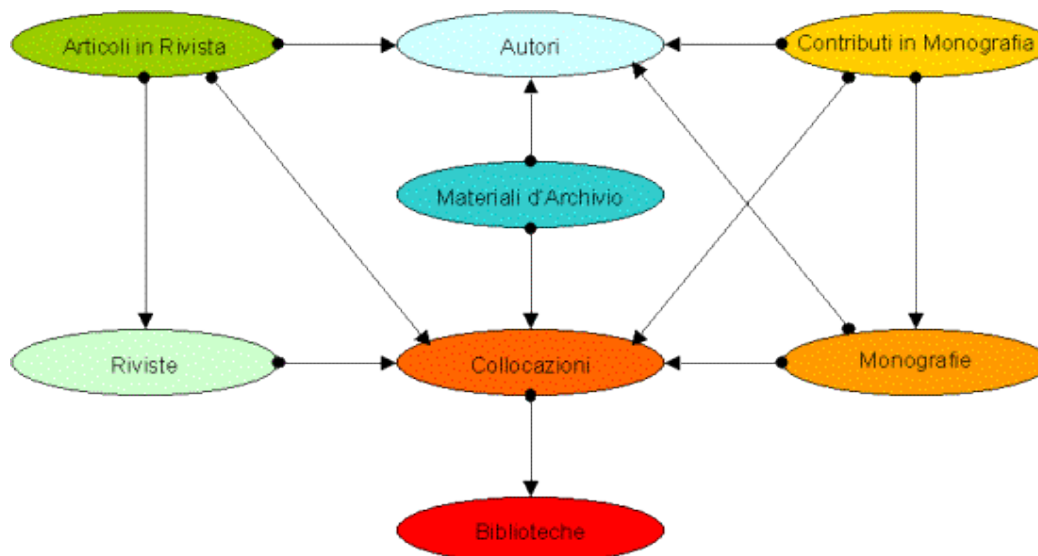 Articoli in Rivista
Autori
Contributi in Monografia
Materiali d'Archivio
Riviste
Collocazioni
Monografie
Biblioteche